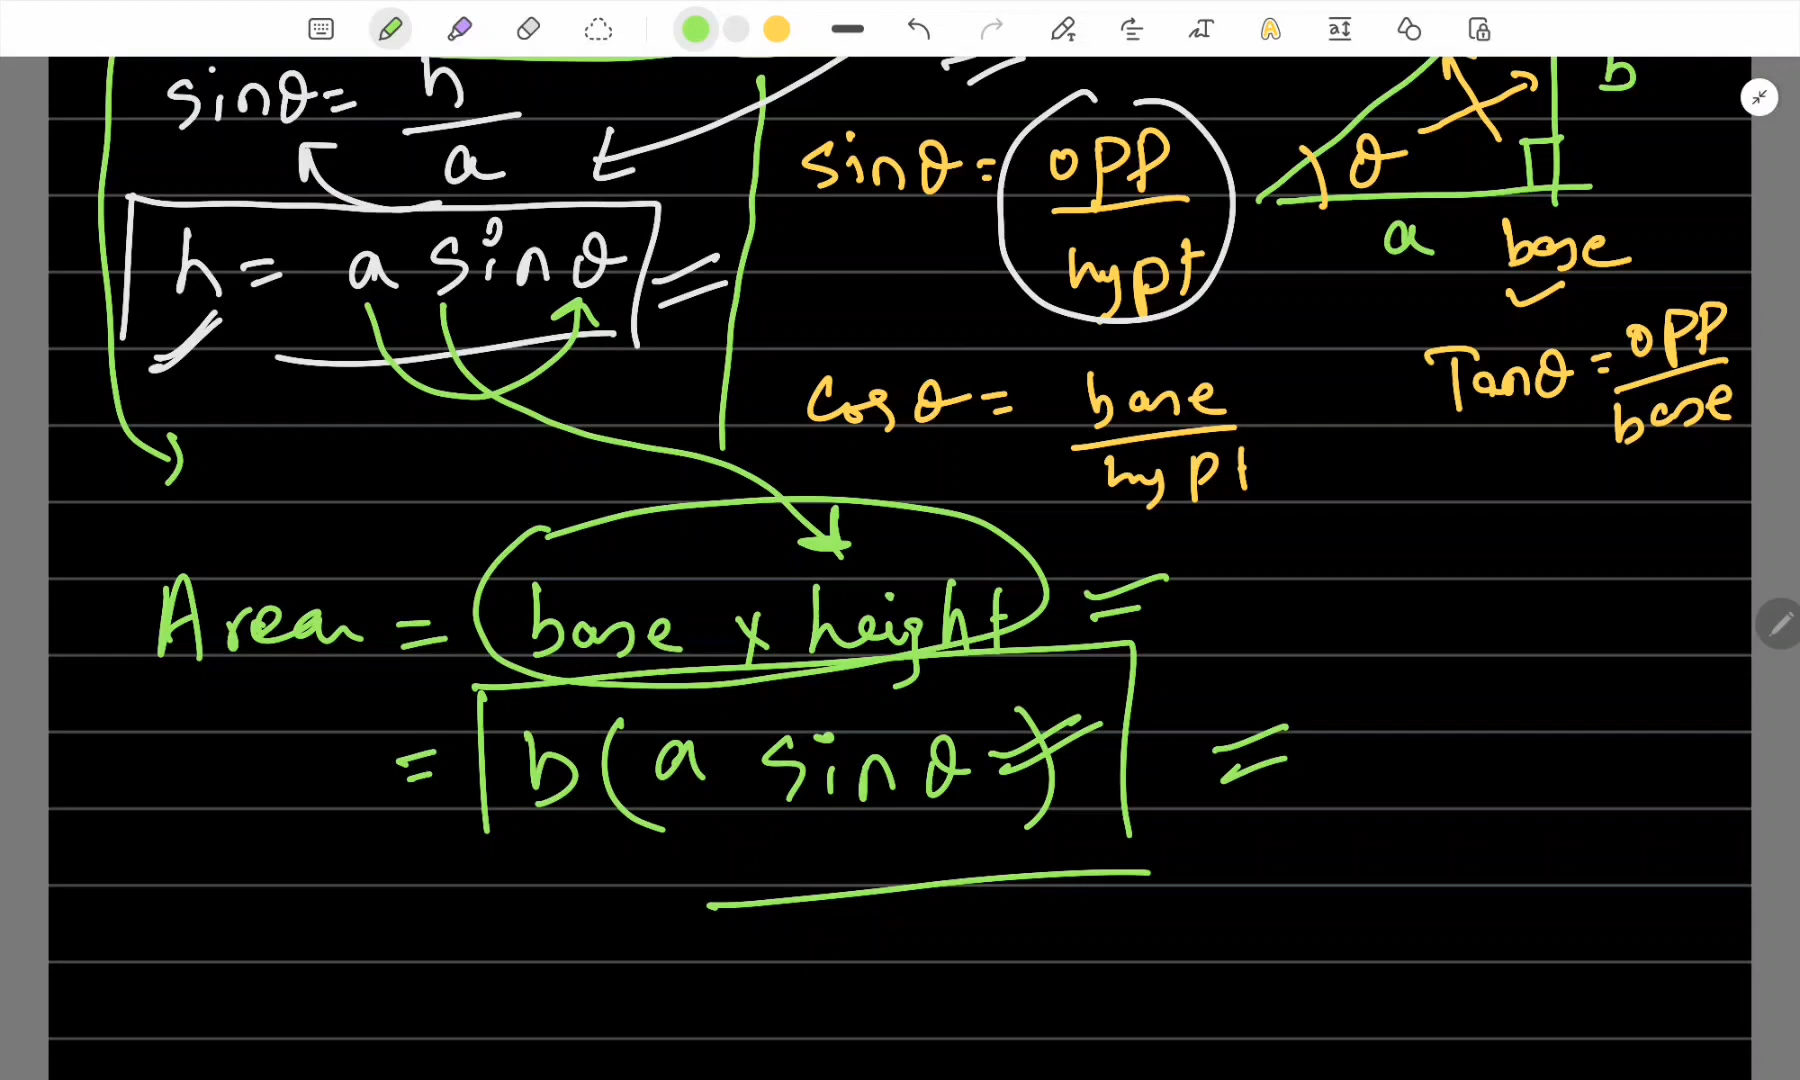 sinθ = h
a
h = a sinθ
sinθ = opp
hypt
cosθ = base
hypt
b
θ
a
base
Tanθ = opp
base
Area = base x height =
= b(a sinθ) =